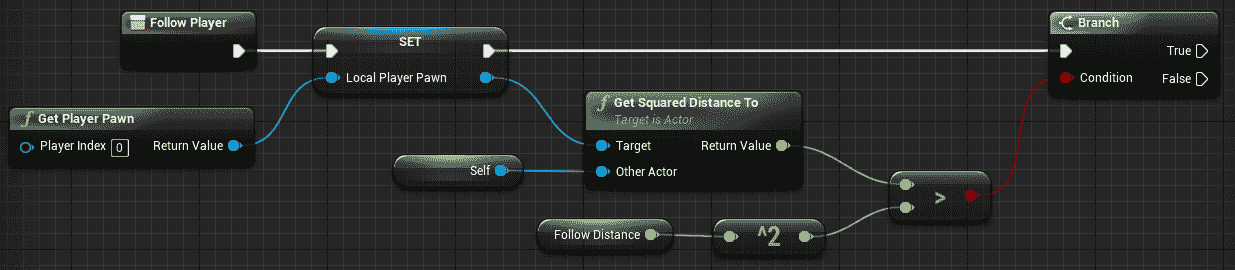 Follow Player
SET
Local Player Pawn
Get Player Pawn
Player Index 0 Return Value
Get Squared Distance To
Target is Actor
Target Return Value
Other Actor
Self
Follow Distance
^2
>
Branch
True
Condition False